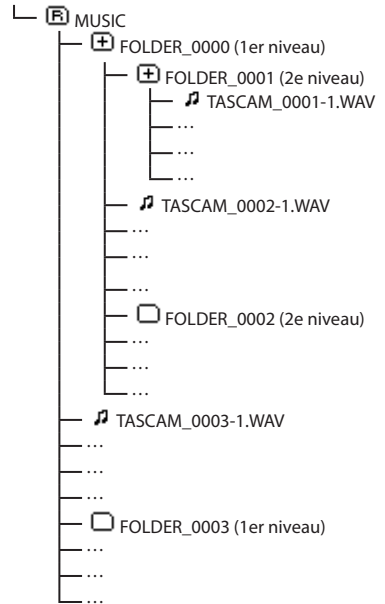 R MUSIC
FOLDER_0000 (1er niveau)
FOLDER_0001 (2e niveau)
TASCAM_0001-1.WAV
...
...
...
TASCAM_0002-1.WAV
...
...
...
FOLDER_0002 (2e niveau)
...
...
...
TASCAM_0003-1.WAV
...
...
...
FOLDER_0003 (1er niveau)
...
...
...